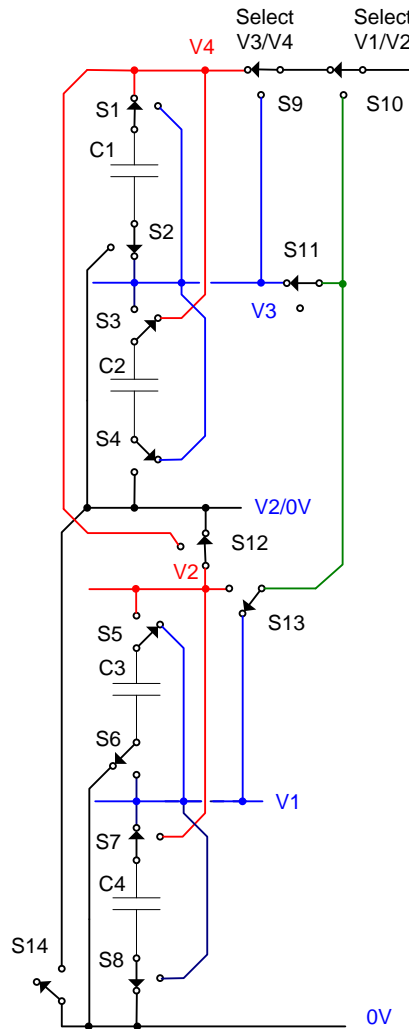 Select
V3/V4
Select
V1/V2
V4
S1
S9
S10
C1
S2
S11
S3
V3
C2
S4
V2/0V
S12
V2
S5
S13
C3
S6
V1
S7
C4
S14
S8
0V